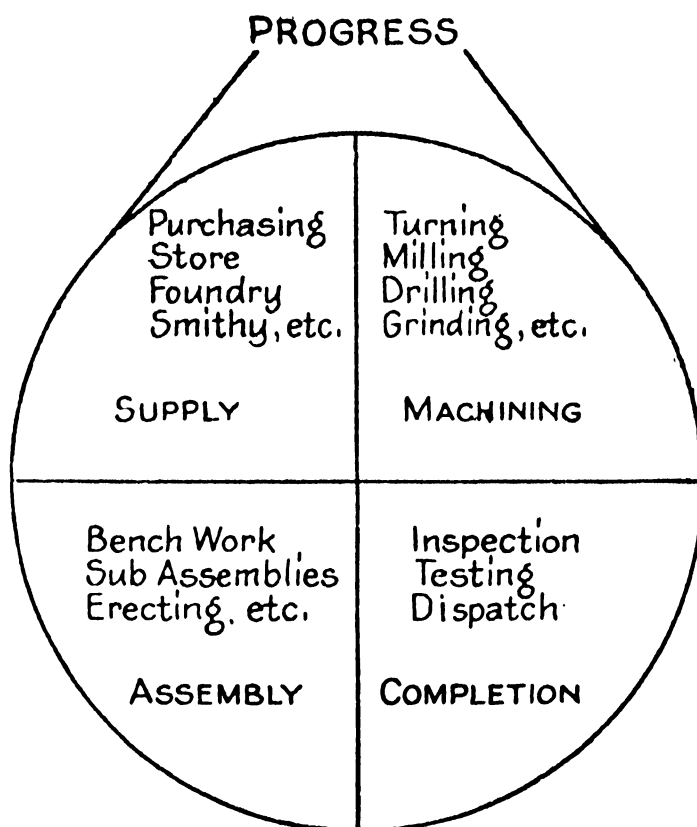 PROGRESS
Purchasing
Store
Foundry
Smithy, etc.
SUPPLY
Turning
Milling
Drilling
Grinding, etc.
MACHINING
Bench Work
Sub Assemblies
Erecting, etc.
ASSEMBLY
Inspection
Testing
Dispatch
COMPLETION